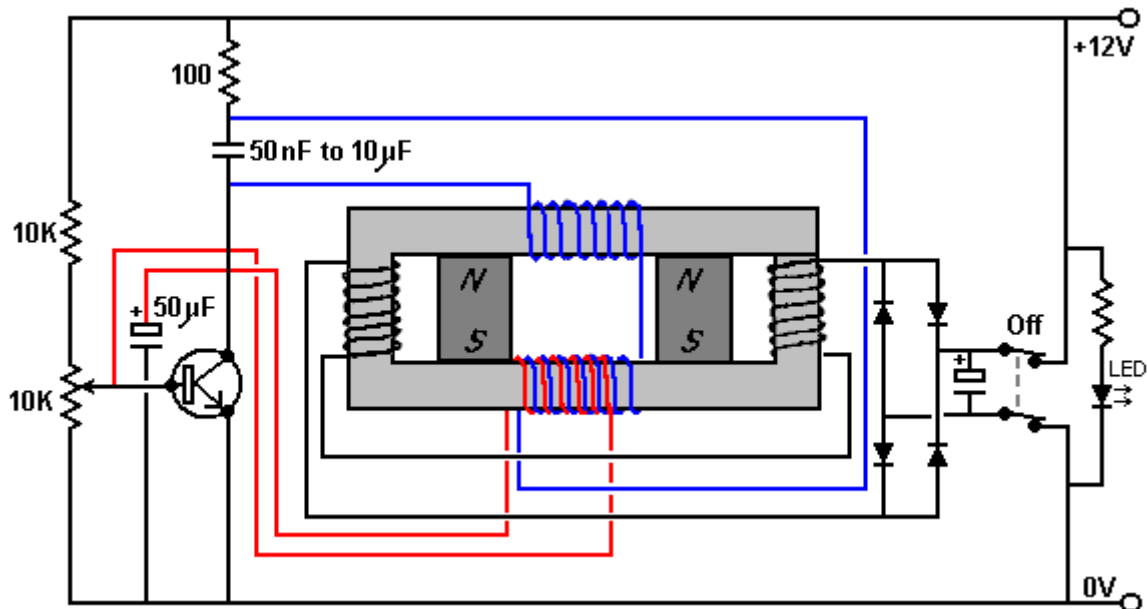 +12V
100
50nF to 10µF
10K
N
N
50µF
+
S
S
+
Off
LED
10K
0V